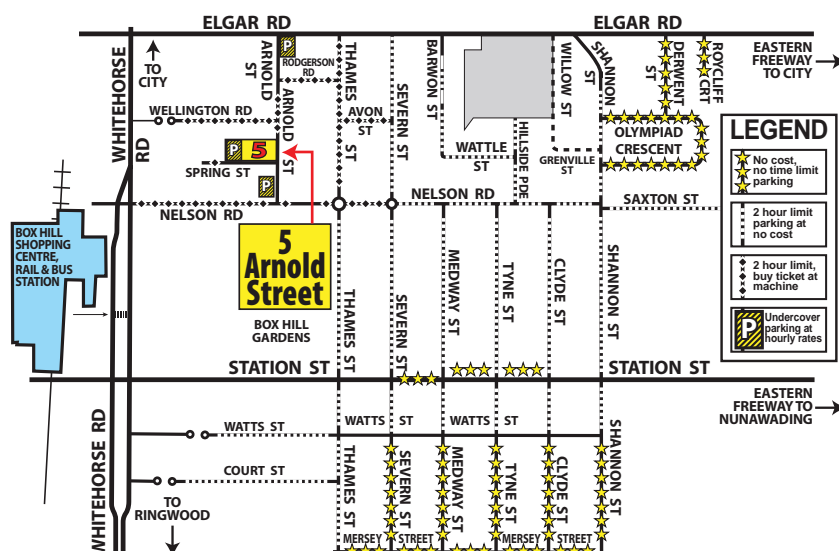 ELGAR RD
ELGAR RD
WHITEHORSE
RD
TO
CITY
ARNOLD
ST
P
RODGERSON
RD
THAMES
ST
SEVERN ST
BARWON ST
WILLOW ST
SHANNON
ST
DERWENT
ST
ROYCLIFF
CRT
EASTERN
FREEWAY
TO CITY
WELLINGTON RD
ARNOLD
ST
AVON
ST
P
5
SPRING ST
P
WATTLE
ST
HILLSIDE PDE
GRENVILLE
ST
OLYMPIAD
CRESCENT
NELSON RD
NELSON RD
SAXTON ST
LEGEND
No cost,
no time limit
parking
2 hour limit
parking at
no cost
2 hour limit,
buy ticket at
machine
P
Undercover
parking at
hourly rates
BOX HILL
SHOPPING
CENTRE,
RAIL & BUS
STATION
5
Arnold
Street
BOX HILL
GARDENS
THAMES ST
SEVERN ST
MEDWAY ST
TYNE ST
CLYDE ST
SHANNON ST
STATION ST
STATION ST
EASTERN
FREEWAY TO
NUNAWADING
WHITEHORSE RD
WATTS ST
WATTS ST
WATTS ST
COURT ST
TO
RINGWOOD
THAMES ST
SEVERN ST
MEDWAY ST
TYNE ST
CLYDE ST
SHANNON ST
MERSEY STREET
MERSEY STREET